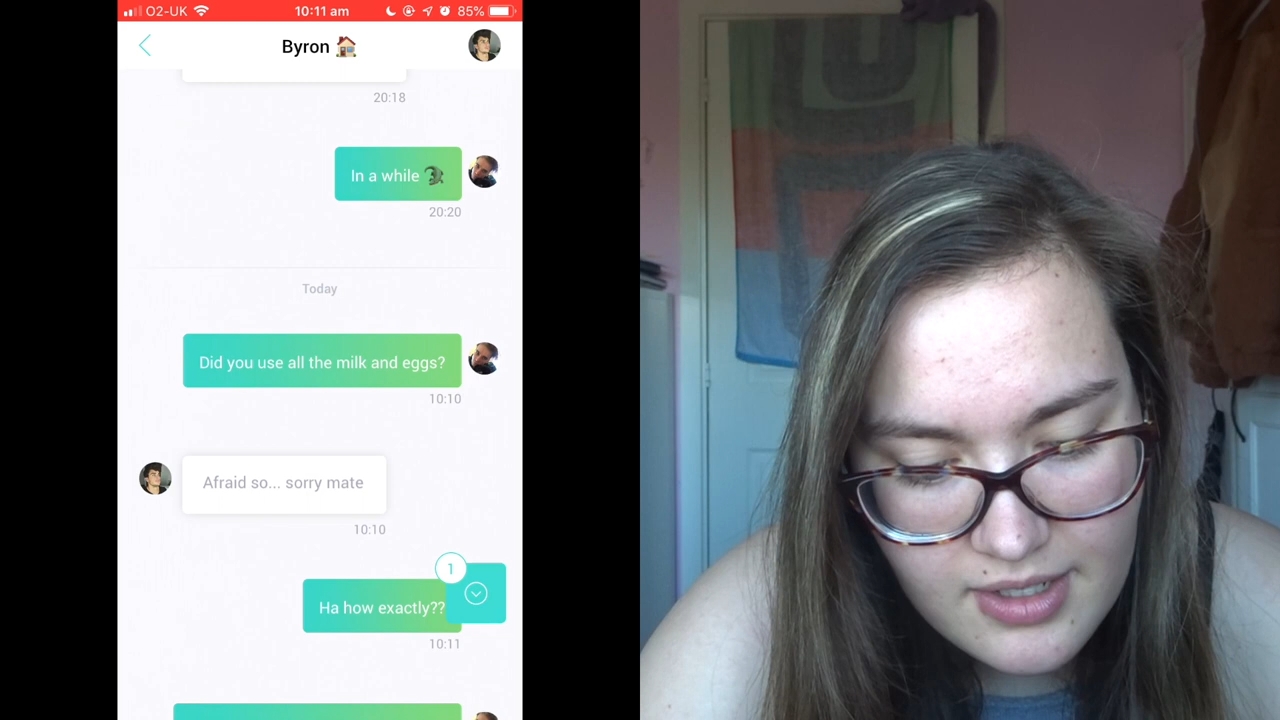 O2-UK 10:11 am 85%
Byron 🏠
20:18
In a while 🐊
20:20
Today
Did you use all the milk and eggs?
10:10
Afraid so... sorry mate
10:10
1
Ha how exactly??
10:11